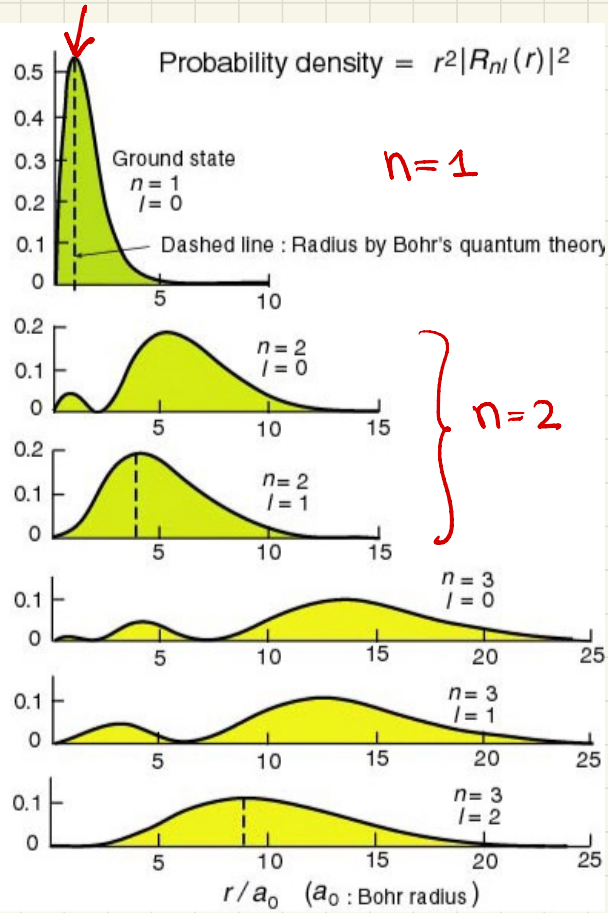 Probability density = r²|Rnl(r)|²
0.5
0.4
0.3
0.2
0.1
0
Ground state
n = 1
l = 0
n=1
Dashed line : Radius by Bohr's quantum theory
5 10
0.2
0.1
0
n = 2
l = 0
5 10 15
n=2
0.2
0.1
0
n= 2
l = 1
5 10 15
0.1
0
n= 3
l = 0
5 10 15 20 25
0.1
0
n= 3
l = 1
5 10 15 20 25
0.1
0
n= 3
l = 2
5 10 15 20 25
r/a₀ (a₀ : Bohr radius)